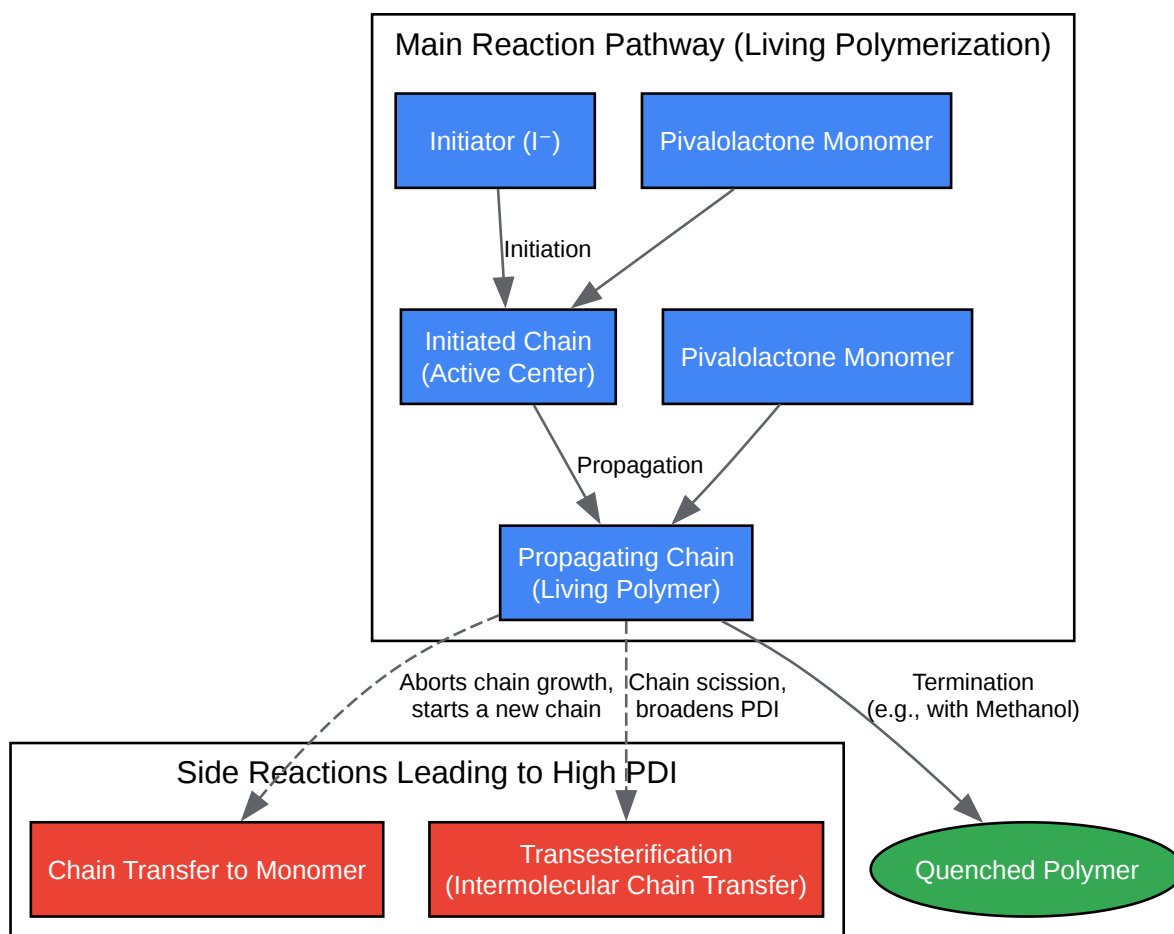 Main Reaction Pathway (Living Polymerization)
Initiator (I⁻)
Pivalolactone Monomer
Initiation
Initiated Chain
(Active Center)
Pivalolactone Monomer
Propagation
Propagating Chain
(Living Polymer)
Aborts chain growth,
starts a new chain
Chain scission,
broadens PDI
Termination
(e.g., with Methanol)
Side Reactions Leading to High PDI
Chain Transfer to Monomer
Transesterification
(Intermolecular Chain Transfer)
Quenched Polymer